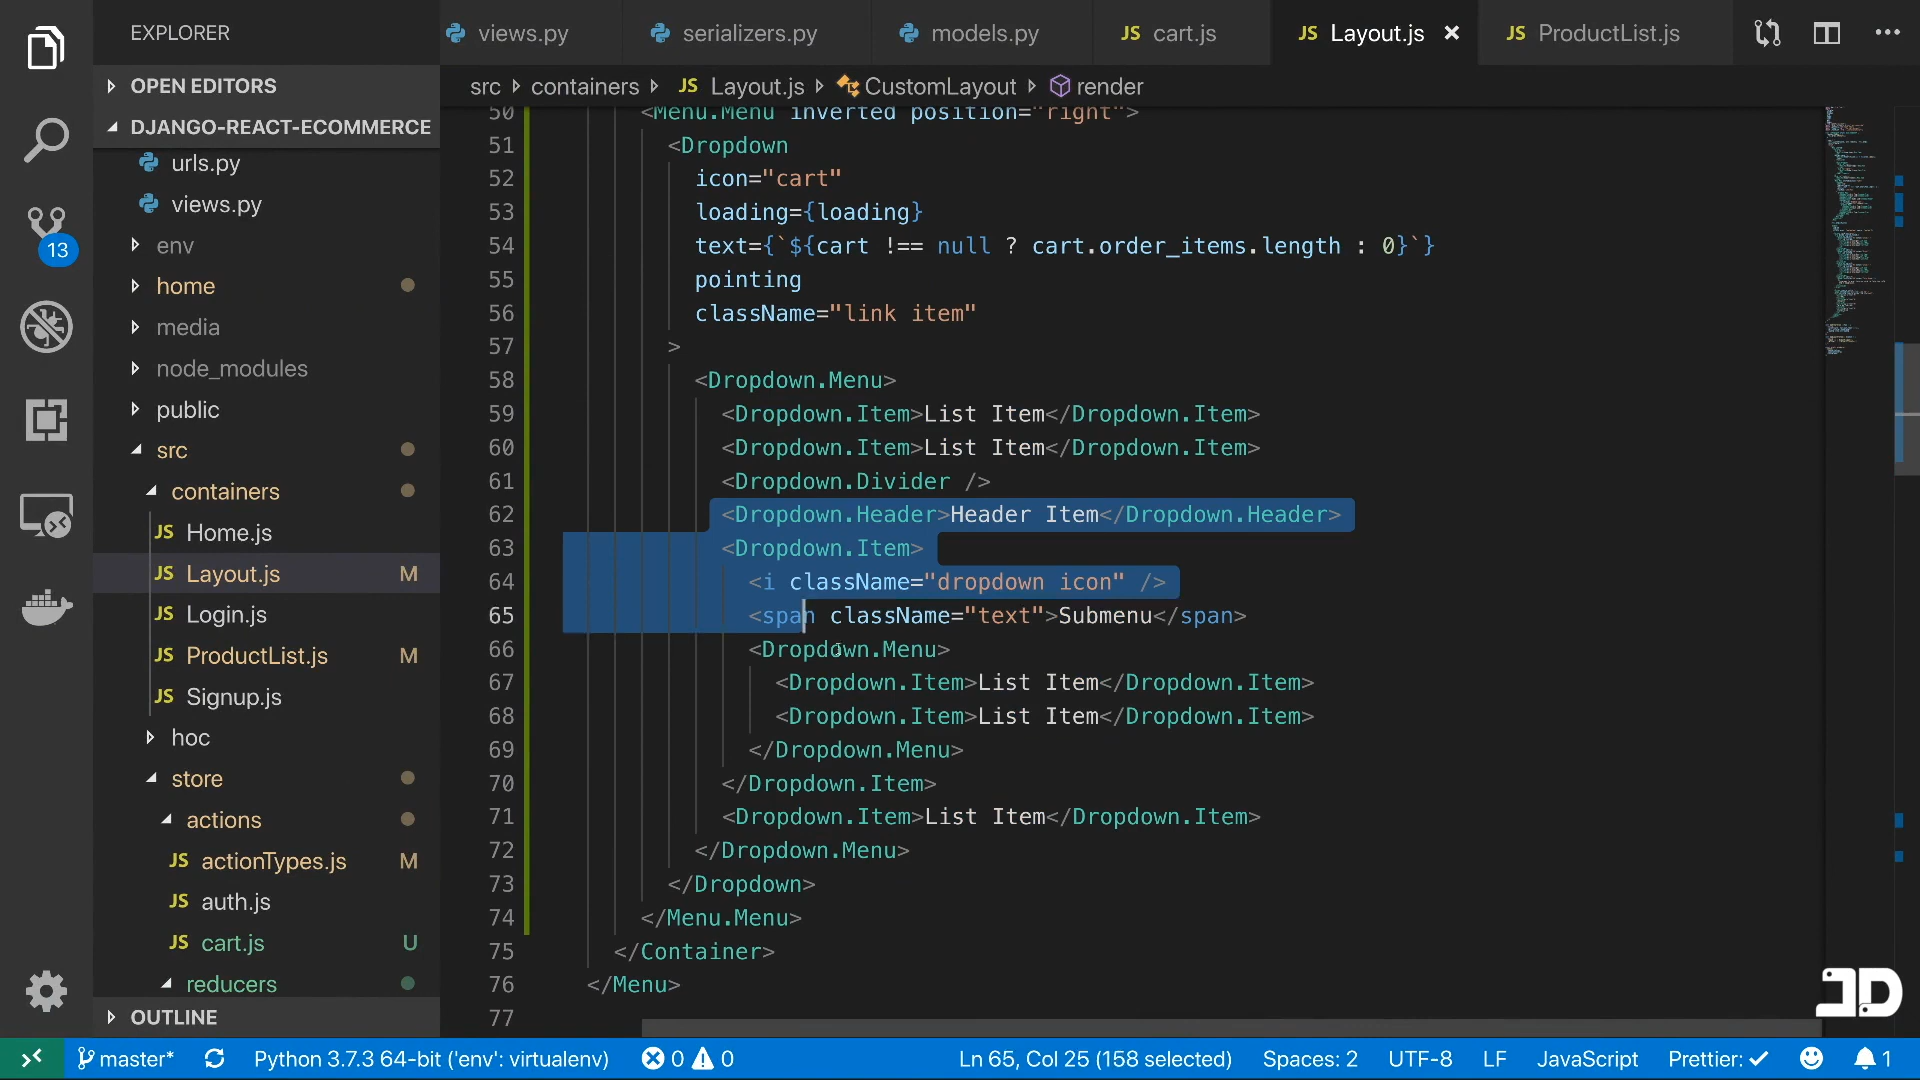 EXPLORER
OPEN EDITORS
DJANGO-REACT-ECOMMERCE
urls.py
views.py
env
home
media
node_modules
public
src
containers
JS Home.js
JS Layout.js M
JS Login.js
JS ProductList.js M
JS Signup.js
hoc
store
actions
JS actionTypes.js M
JS auth.js
JS cart.js U
reducers
OUTLINE
13
views.py serializers.py models.py JS cart.js JS Layout.js JS ProductList.js
src containers JS Layout.js CustomLayout render
50 <Menu.Menu inverted position="right">
51 <Dropdown
52 icon="cart"
53 loading={loading}
54 text={`${cart !== null ? cart.order_items.length : 0}`}
55 pointing
56 className="link item"
57 >
58 <Dropdown.Menu>
59 <Dropdown.Item>List Item</Dropdown.Item>
60 <Dropdown.Item>List Item</Dropdown.Item>
61 <Dropdown.Divider />
62 <Dropdown.Header>Header Item</Dropdown.Header>
63 <Dropdown.Item>
64 <i className="dropdown icon" />
65 <span className="text">Submenu</span>
66 <Dropdown.Menu>
67 <Dropdown.Item>List Item</Dropdown.Item>
68 <Dropdown.Item>List Item</Dropdown.Item>
69 </Dropdown.Menu>
70 </Dropdown.Item>
71 <Dropdown.Item>List Item</Dropdown.Item>
72 </Dropdown.Menu>
73 </Dropdown>
74 </Menu.Menu>
75 </Container>
76 </Menu>
77
master* Python 3.7.3 64-bit ('env': virtualenv) 0 0 Ln 65, Col 25 (158 selected) Spaces: 2 UTF-8 LF JavaScript Prettier: ✓ 1